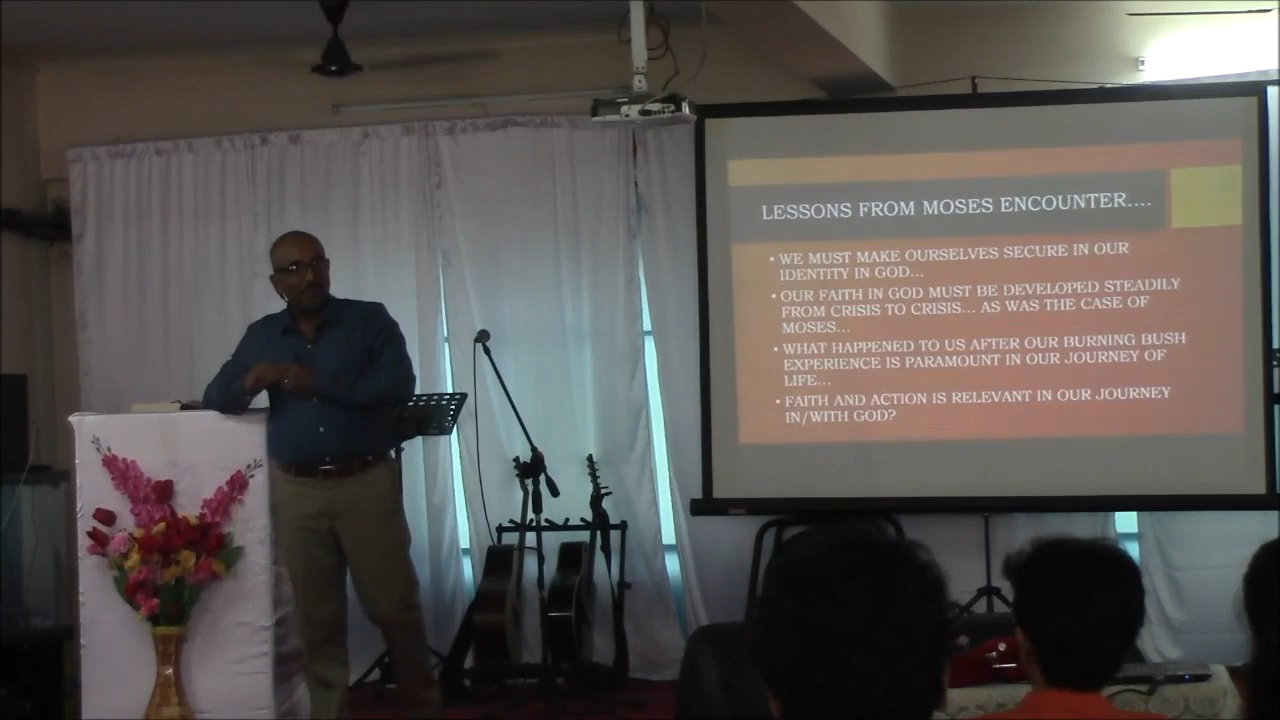 LESSONS FROM MOSES ENCOUNTER....
• WE MUST MAKE OURSELVES SECURE IN OUR
IDENTITY IN GOD...
• OUR FAITH IN GOD MUST BE DEVELOPED STEADILY
FROM CRISIS TO CRISIS... AS WAS THE CASE OF
MOSES...
• WHAT HAPPENED TO US AFTER OUR BURNING BUSH
EXPERIENCE IS PARAMOUNT IN OUR JOURNEY OF
LIFE...
• FAITH AND ACTION IS RELEVANT IN OUR JOURNEY
IN/WITH GOD?